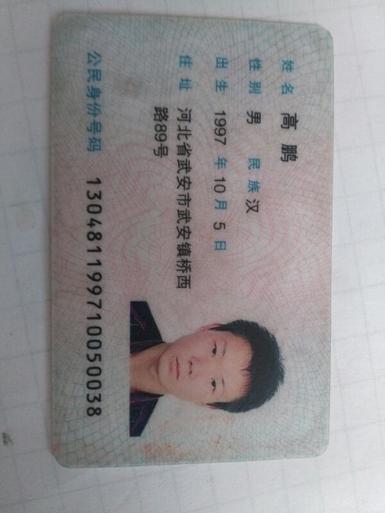 姓名 高鹏
性别 男 民族 汉
出生 1997 年 10 月 5 日
住址 河北省武安市武安镇桥西
路89号
公民身份号码 130481199710050038